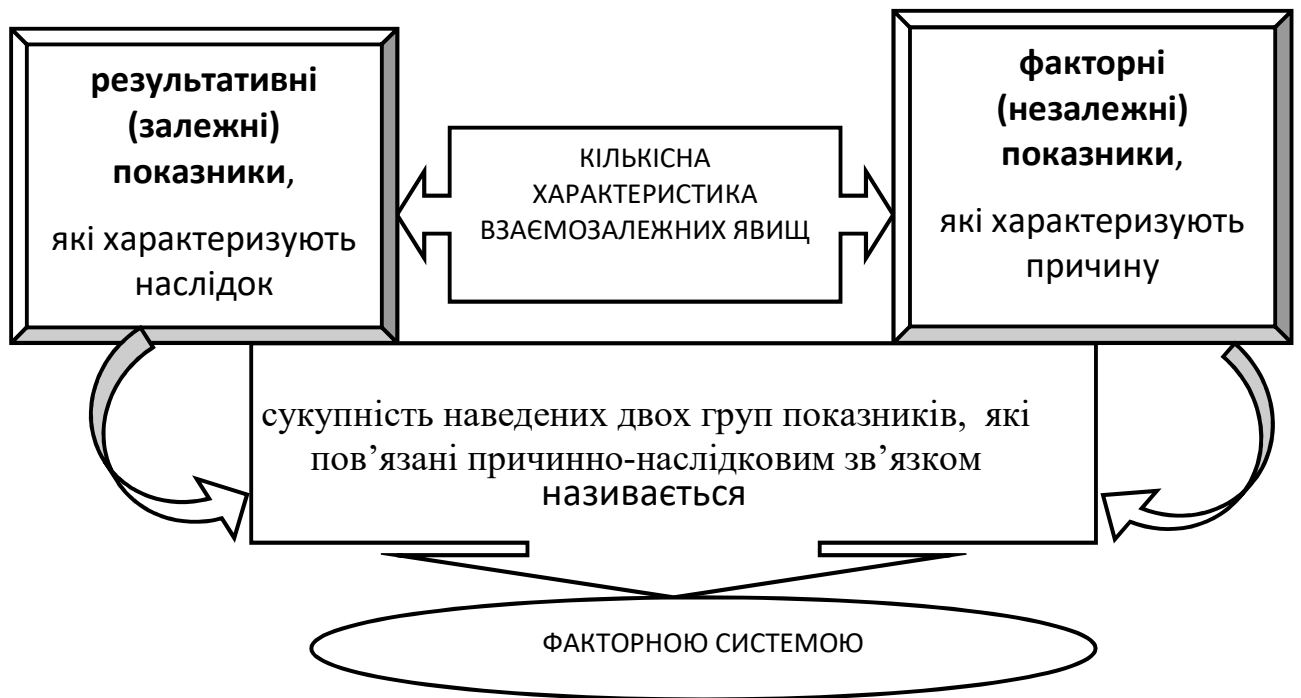 результативні
(залежні)
показники,
які характеризують
наслідок
КІЛЬКІСНА
ХАРАКТЕРИСТИКА
ВЗАЄМОЗАЛЕЖНИХ ЯВИЩ
факторні
(незалежні)
показники,
які характеризують
причину
сукупність наведених двох груп показників, які
пов’язані причинно-наслідковим зв’язком
називається
ФАКТОРНОЮ СИСТЕМОЮ